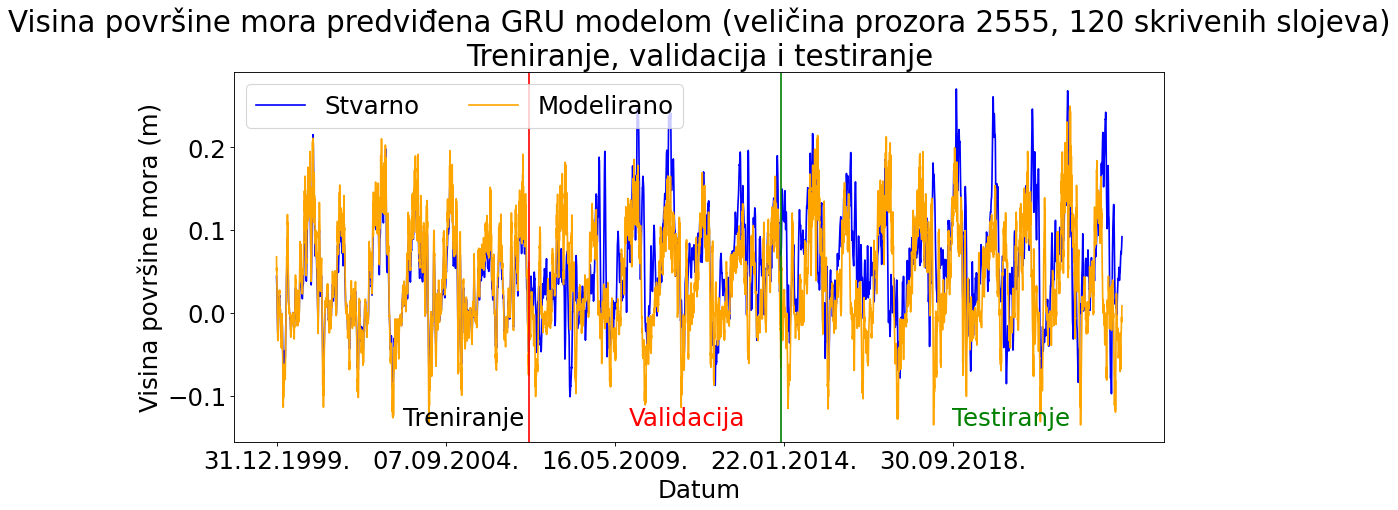 Visina površine mora predviđena GRU modelom (veličina prozora 2555, 120 skrivenih slojeva)
Treniranje, validacija i testiranje
Stvarno
Modelirano
Visina površine mora (m)
0.2
0.1
0.0
−0.1
Treniranje
Validacija
Testiranje
31.12.1999.
07.09.2004.
16.05.2009.
22.01.2014.
30.09.2018.
Datum